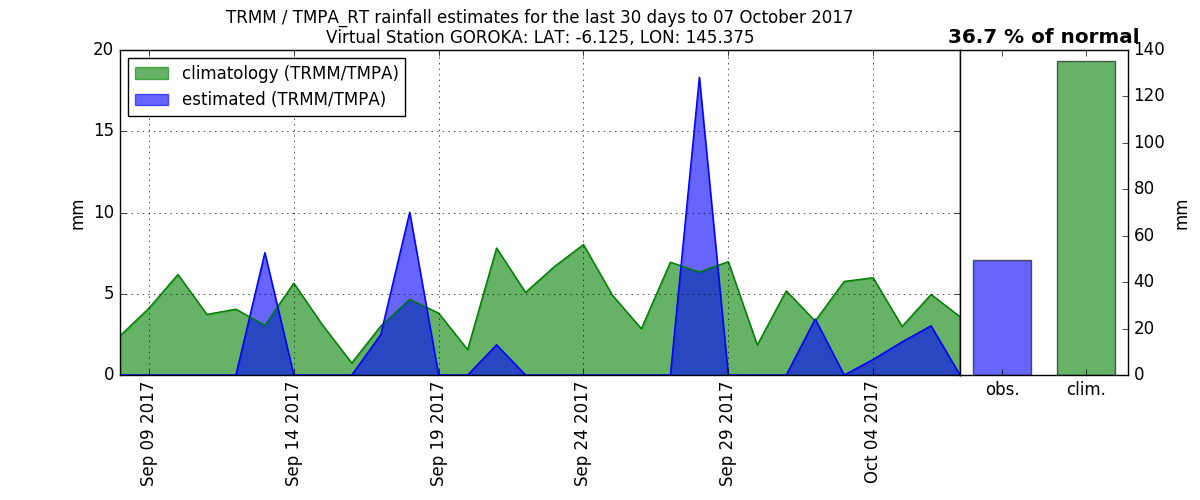 TRMM / TMPA_RT rainfall estimates for the last 30 days to 07 October 2017
Virtual Station GOROKA: LAT: -6.125, LON: 145.375
36.7 % of normal
climatology (TRMM/TMPA)
estimated (TRMM/TMPA)
mm
20
15
10
5
0
Sep 09 2017
Sep 14 2017
Sep 19 2017
Sep 24 2017
Sep 29 2017
Oct 04 2017
obs.
clim.
140
120
100
80
60
40
20
0
mm